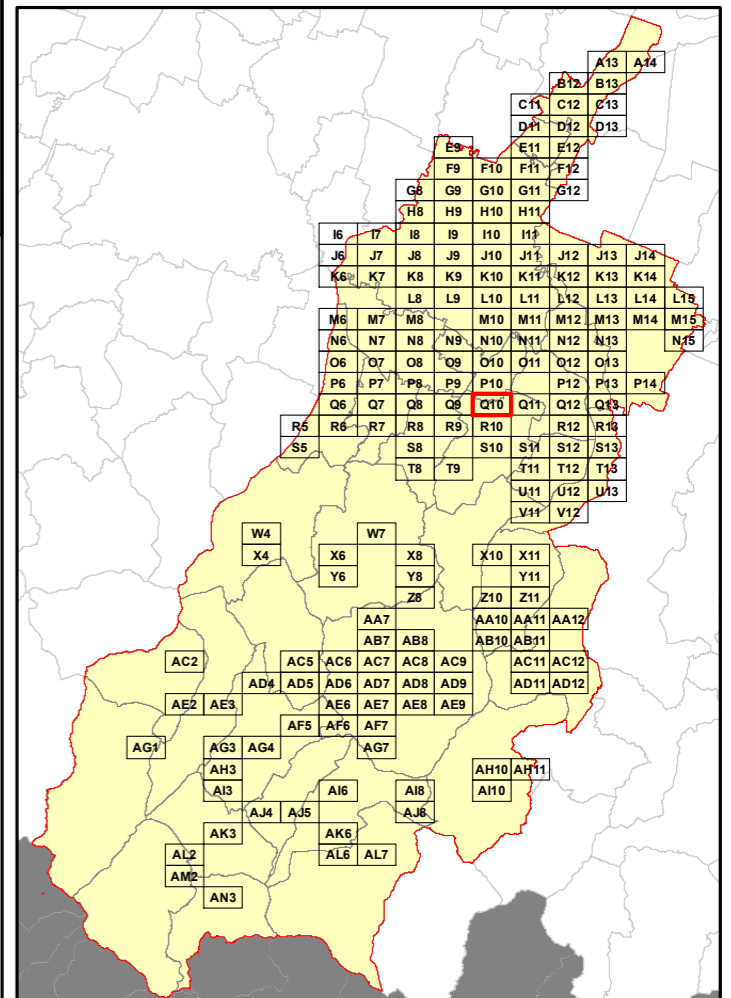 A13 A14
B12 B13
C11 C12 C13
D11 D12 D13
E9 E11 E12
F9 F10 F11 F12
G8 G9 G10 G11 G12
H8 H9 H10 H11
I6 I7 I8 I9 I10 I11
J6 J7 J8 J9 J10 J11 J12 J13 J14
K6 K7 K8 K9 K10 K11 K12 K13 K14
L8 L9 L10 L11 L12 L13 L14 L15
M6 M7 M8 M10 M11 M12 M13 M14 M15
N6 N7 N8 N9 N10 N11 N12 N13 N15
O6 O7 O8 O9 O10 O11 O12 O13
P6 P7 P8 P9 P10 P12 P13 P14
Q6 Q7 Q8 Q9 Q10 Q11 Q12 Q13
R5 R6 R7 R8 R9 R10 R12 R13
S5 S8 S10 S11 S12 S13
T8 T9 T11 T12 T13
U11 U12 U13
V11 V12
W4 W7
X4 X6 X8 X10 X11
Y6 Y8 Y11
Z8 Z10 Z11
AA7 AA10 AA11 AA12
AB7 AB8 AB10 AB11
AC2 AC5 AC6 AC7 AC8 AC9 AC11 AC12
AD4 AD5 AD6 AD7 AD8 AD9 AD11 AD12
AE2 AE3 AE6 AE7 AE8 AE9
AF5 AF6 AF7
AG1 AG3 AG4 AG7
AH3 AH10 AH11
AI3 AI6 AI8 AI10
AJ4 AJ5 AJ8
AK3 AK6
AL2 AL6 AL7
AM2
AN3